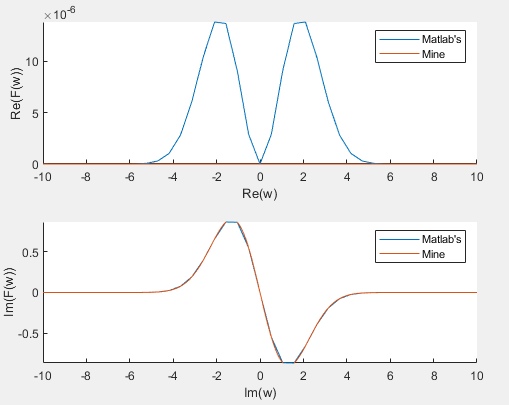 ×10-6
Matlab's
Mine
10
5
0
Re(F(w))
-10 -8 -6 -4 -2 0 2 4 6 8 10
Re(w)
Matlab's
Mine
0.5
0
-0.5
Im(F(w))
-10 -8 -6 -4 -2 0 2 4 6 8 10
Im(w)